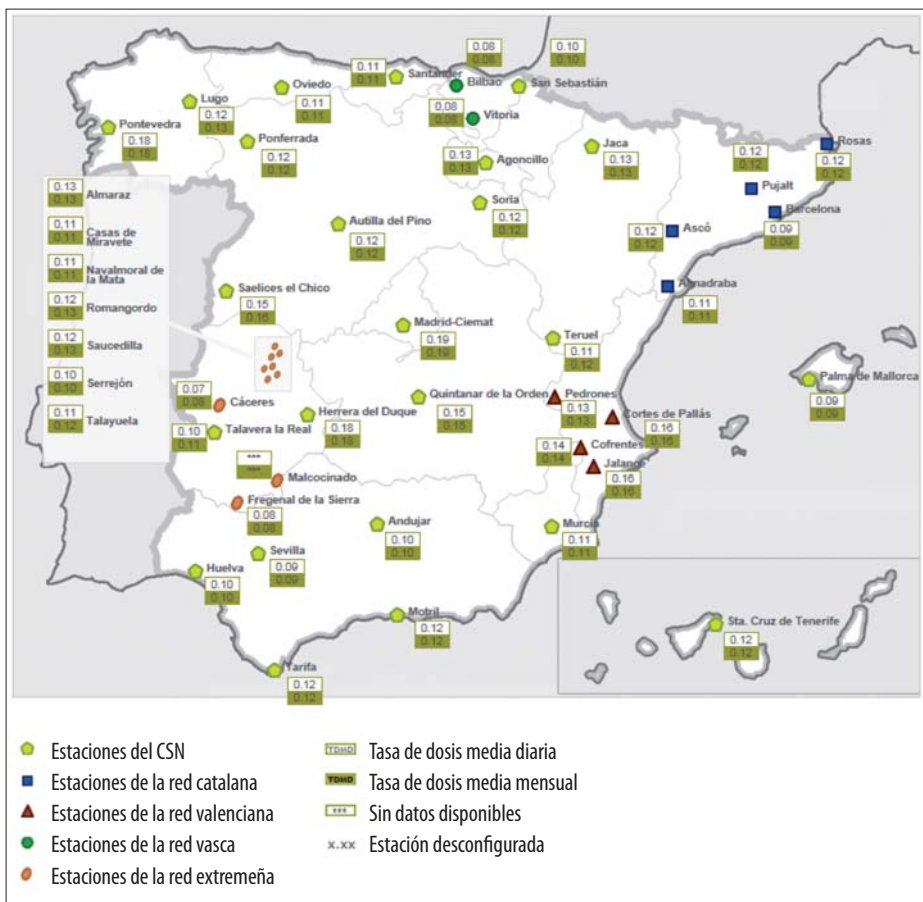 0.08
0.08
Bilbao
0.10
0.10
San Sebastián
0.11
0.11
Santander
Oviedo
0.11
0.11
Lugo
0.12
0.13
0.08
0.08
Vitoria
Pontevedra
0.18
0.18
Ponferrada
0.12
0.12
0.13
0.13
Agoncillo
Jaca
0.13
0.13
0.12
0.12
Pujalt
Rosas
0.12
0.12
Barcelona
0.09
0.09
0.12
0.12
Ascó
Almadraba
0.11
0.11
Soria
0.12
0.12
Autilla del Pino
0.12
0.12
0.13
0.13
Almaraz
0.11
0.11
Casas de
Miravete
0.11
0.11
Navalmoral de
la Mata
0.12
0.13
Romangordo
0.12
0.13
Saucedilla
0.10
0.10
Serrejón
0.11
0.12
Talayuela
Saelices el Chico
0.15
0.16
Madrid-Ciemat
0.19
0.19
Teruel
0.11
0.12
Palma de Mallorca
0.09
0.09
0.07
0.08
Cáceres
Quintanar de la Orden
0.15
0.15
Pedrones
0.13
0.13
Herrera del Duque
0.18
0.18
Cortes de Pallás
0.16
0.16
0.10
0.11
Talavera la Real
0.14
0.14
Cofrentes
Jalance
0.16
0.16
***
***
Malcocinado
Fregenal de la Sierra
0.08
0.08
Andujar
0.10
0.10
Murcia
0.11
0.11
Sevilla
0.09
0.09
Huelva
0.10
0.10
Motril
0.12
0.12
Sta. Cruz de Tenerife
0.12
0.12
Tarifa
0.12
0.12
Estaciones del CSN
Estaciones de la red catalana
Estaciones de la red valenciana
Estaciones de la red vasca
Estaciones de la red extremeña
TDMD Tasa de dosis media diaria
TDMD Tasa de dosis media mensual
*** Sin datos disponibles
x.xx Estación desconfigurada